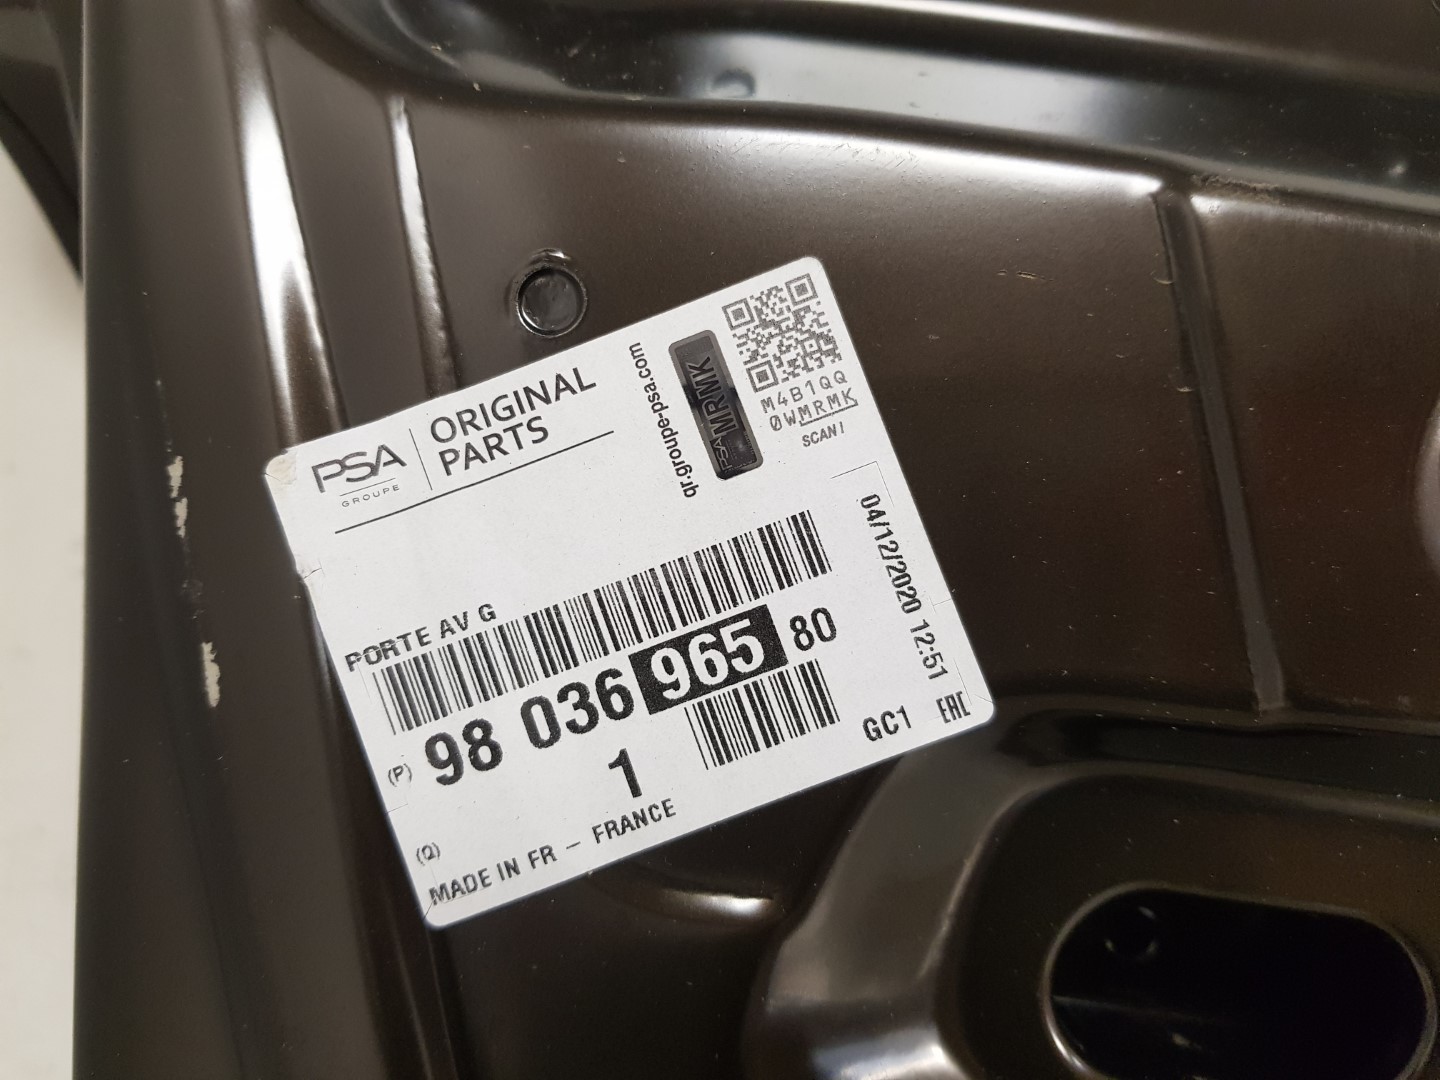 PSA
GROUPE
ORIGINAL
PARTS
qr.groupe-psa.com
PSA MRMK
M4B1QQ
0WMRMK
SCAN!
PORTE AV G
04/12/2020 12:51
98 036 965 80
(P)
1
GC1
EAC
(Q)
MADE IN FR - FRANCE